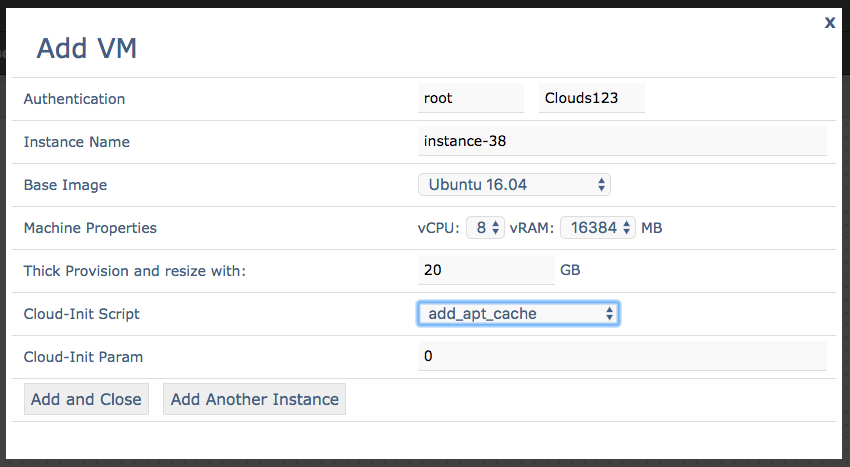 x
Add VM
Authentication root Clouds123
Instance Name instance-38
Base Image Ubuntu 16.04
Machine Properties vCPU: 8 vRAM: 16384 MB
Thick Provision and resize with: 20 GB
Cloud-Init Script add_apt_cache
Cloud-Init Param 0
Add and Close Add Another Instance